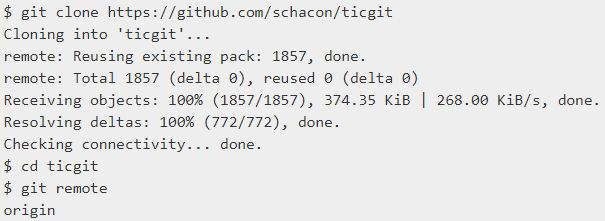 $ git clone https://github.com/schacon/ticgit
Cloning into 'ticgit'...
remote: Reusing existing pack: 1857, done.
remote: Total 1857 (delta 0), reused 0 (delta 0)
Receiving objects: 100% (1857/1857), 374.35 KiB | 268.00 KiB/s, done.
Resolving deltas: 100% (772/772), done.
Checking connectivity... done.
$ cd ticgit
$ git remote
origin